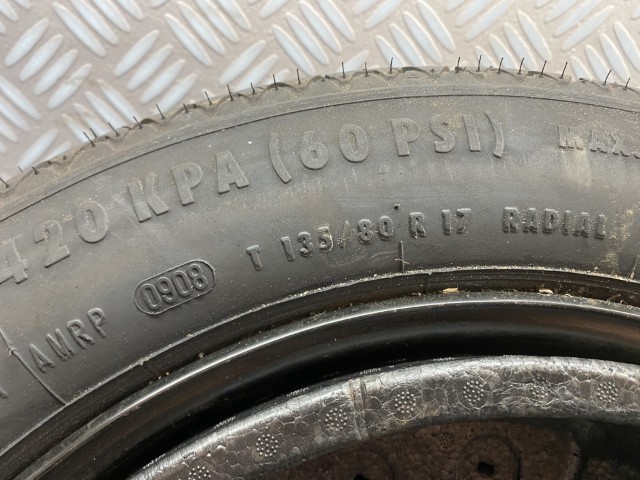 420 KPA (60 PSI)
AMRP 0908 T 135/80 R 17 RADIAL